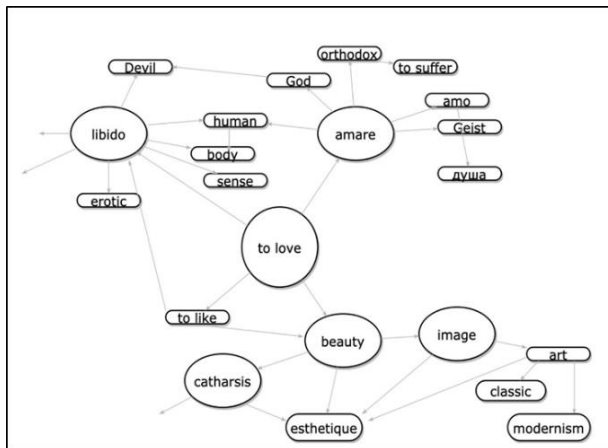 orthodox
Devil
to suffer
God
amo
libido
human
amare
Geist
body
sense
душа
erotic
to love
to like
beauty
image
art
catharsis
classic
esthetique
modernism